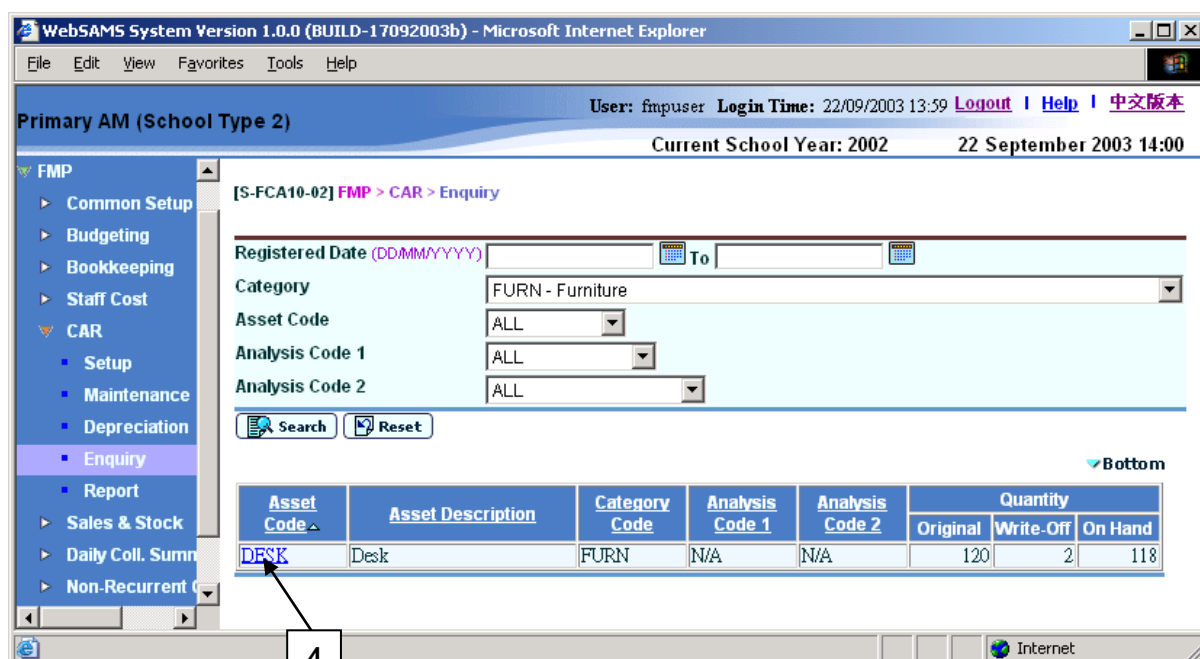 WebSAMS System Version 1.0.0 (BUILD-17092003b) - Microsoft Internet Explorer
File Edit View Favorites Tools Help
User: fmpuser Login Time: 22/09/2003 13:59 Logout | Help | 中文版本
Primary AM (School Type 2)
Current School Year: 2002 22 September 2003 14:00
FMP
Common Setup
Budgeting
Bookkeeping
Staff Cost
CAR
Setup
Maintenance
Depreciation
Enquiry
Report
Sales & Stock
Daily Coll. Summ
Non-Recurrent
[S-FCA10-02] FMP > CAR > Enquiry
Registered Date (DD/MM/YYYY) To
Category FURN - Furniture
Asset Code ALL
Analysis Code 1 ALL
Analysis Code 2 ALL
Search Reset
Bottom
Asset Code Asset Description Category Code Analysis Code 1 Analysis Code 2 Quantity
Original Write-Off On Hand
DESK Desk FURN N/A N/A 120 2 118
4
Internet